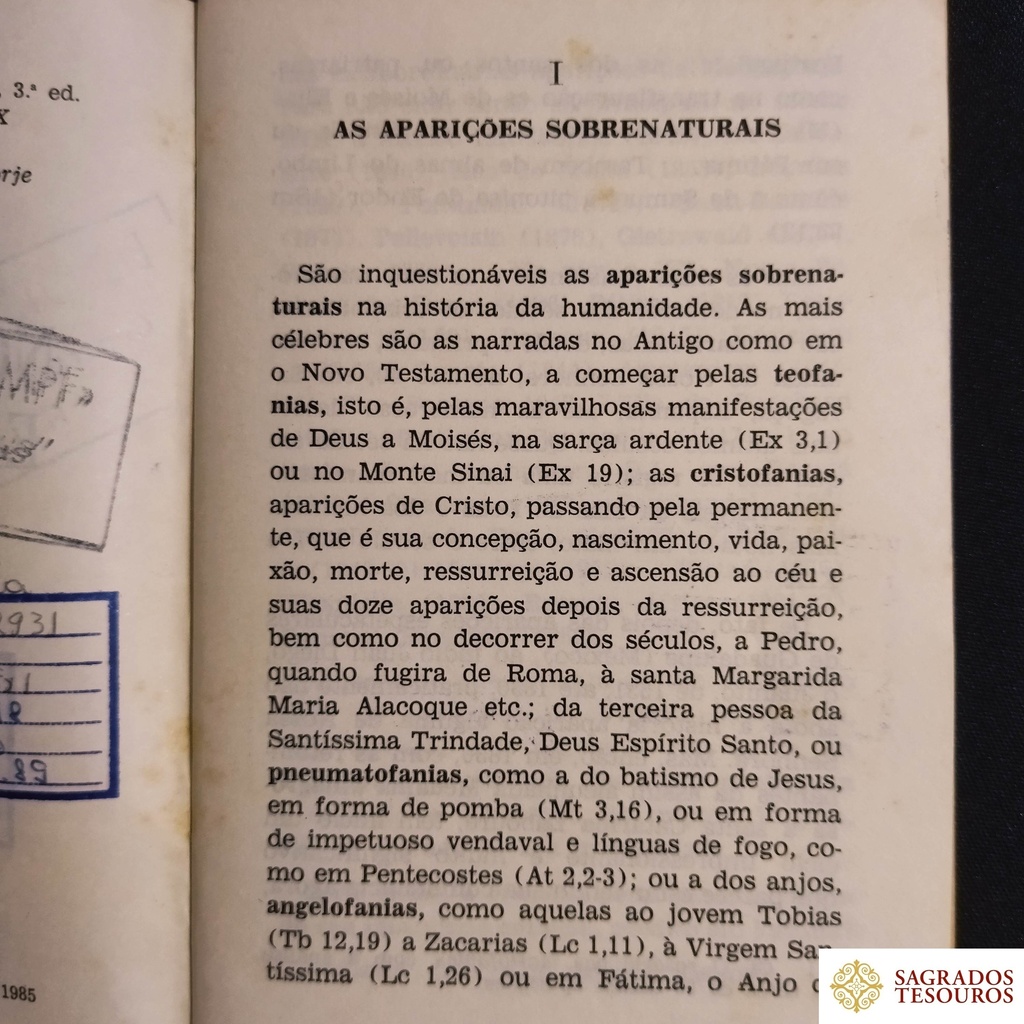 3.ª ed.
X
rje
2931
89
1985
I
AS APARIÇÕES SOBRENATURAIS
São inquestionáveis as aparições sobrena-
turais na história da humanidade. As mais
célebres são as narradas no Antigo como em
o Novo Testamento, a começar pelas teofa-
nias, isto é, pelas maravilhosas manifestações
de Deus a Moisés, na sarça ardente (Ex 3,1)
ou no Monte Sinai (Ex 19); as cristofanias,
aparições de Cristo, passando pela permanen-
te, que é sua concepção, nascimento, vida, pai-
xão, morte, ressurreição e ascensão ao céu e
suas doze aparições depois da ressurreição,
bem como no decorrer dos séculos, a Pedro,
quando fugira de Roma, à santa Margarida
Maria Alacoque etc.; da terceira pessoa da
Santíssima Trindade, Deus Espírito Santo, ou
pneumatofanias, como a do batismo de Jesus,
em forma de pomba (Mt 3,16), ou em forma
de impetuoso vendaval e línguas de fogo, co-
mo em Pentecostes (At 2,2-3); ou a dos anjos,
angelofanias, como aquelas ao jovem Tobias
(Tb 12,19) a Zacarias (Lc 1,11), à Virgem San
tíssima (Lc 1,26) ou em Fátima, o Anjo
SAGRADOS
TESOUROS